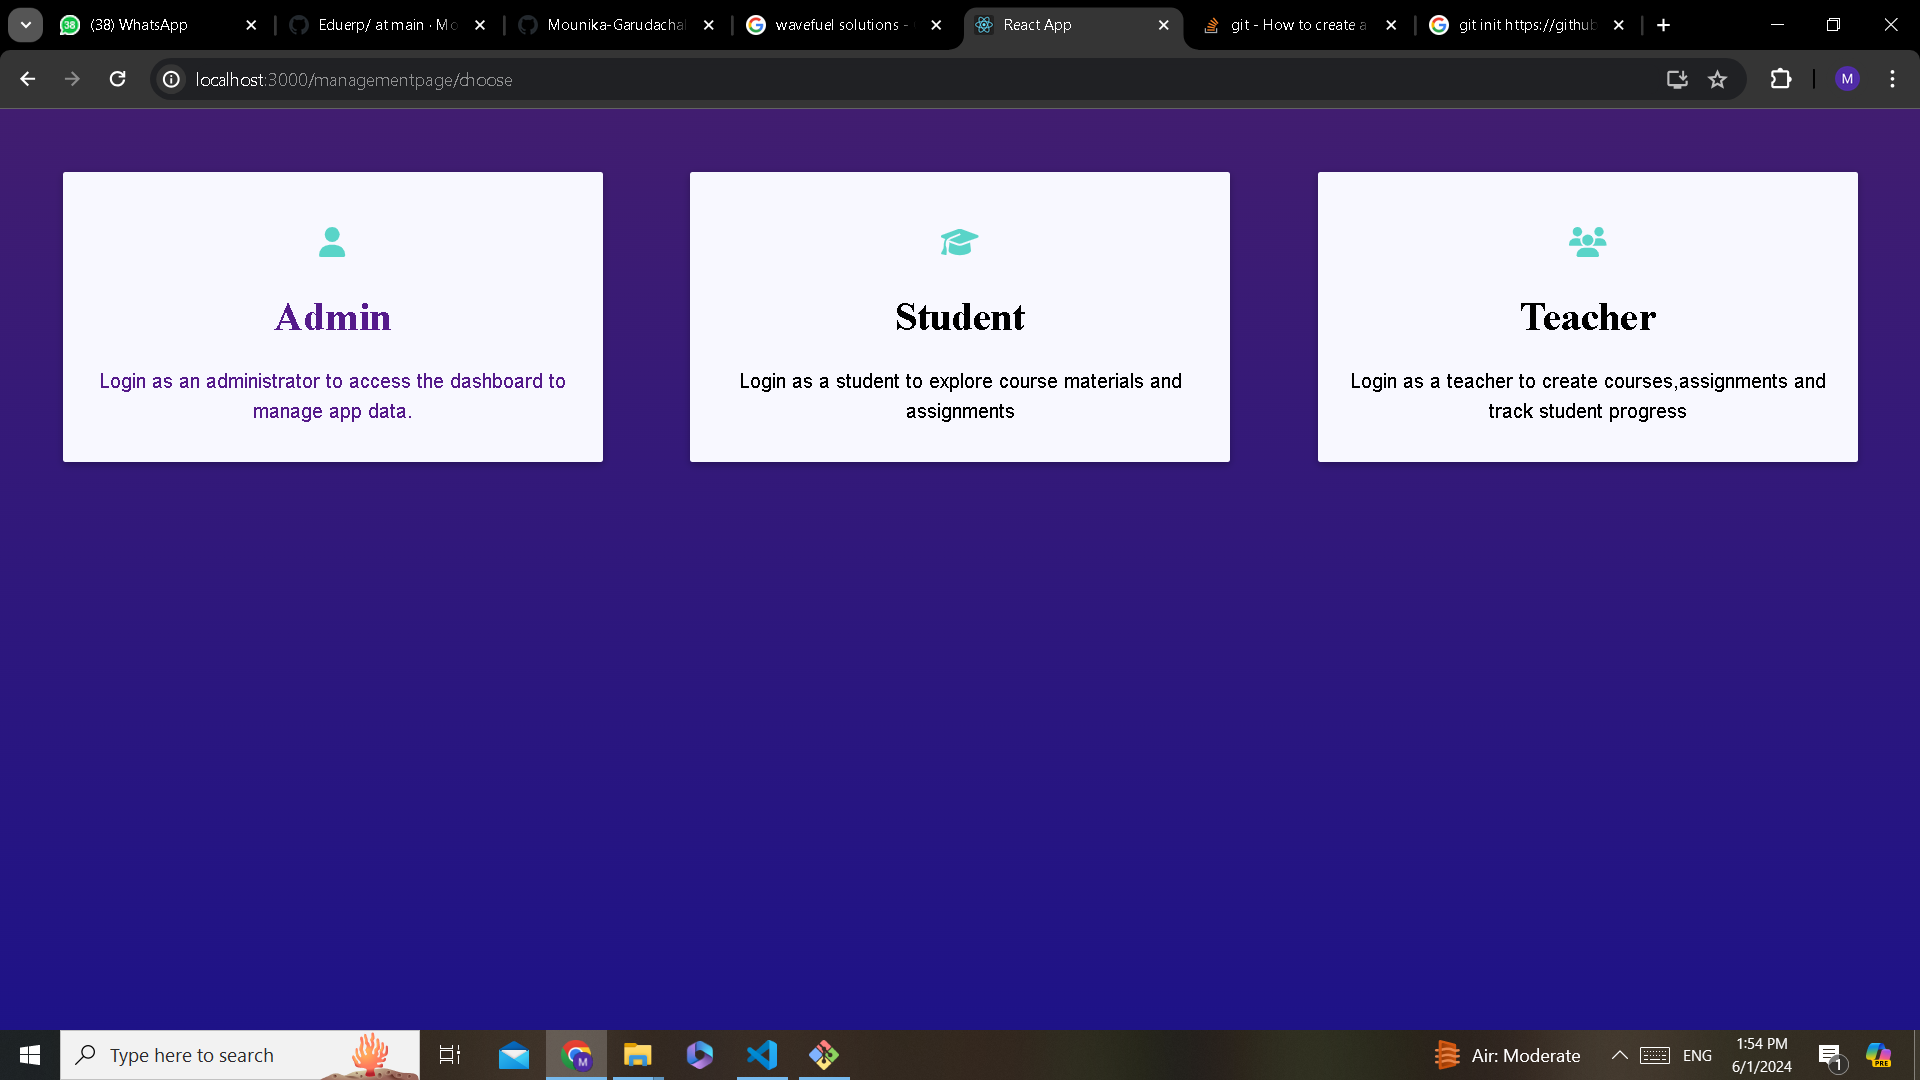 38 (38) WhatsApp
Eduerp/ at main · Mo
Mounika-Garudachal
wavefuel solutions -
React App
git - How to create a
git init https://github
localhost:3000/managementpage/choose
M
Admin
Login as an administrator to access the dashboard to
manage app data.
Student
Login as a student to explore course materials and
assignments
Teacher
Login as a teacher to create courses,assignments and
track student progress
Type here to search
M
Air: Moderate
ENG
1:54 PM
6/1/2024
1
PRE